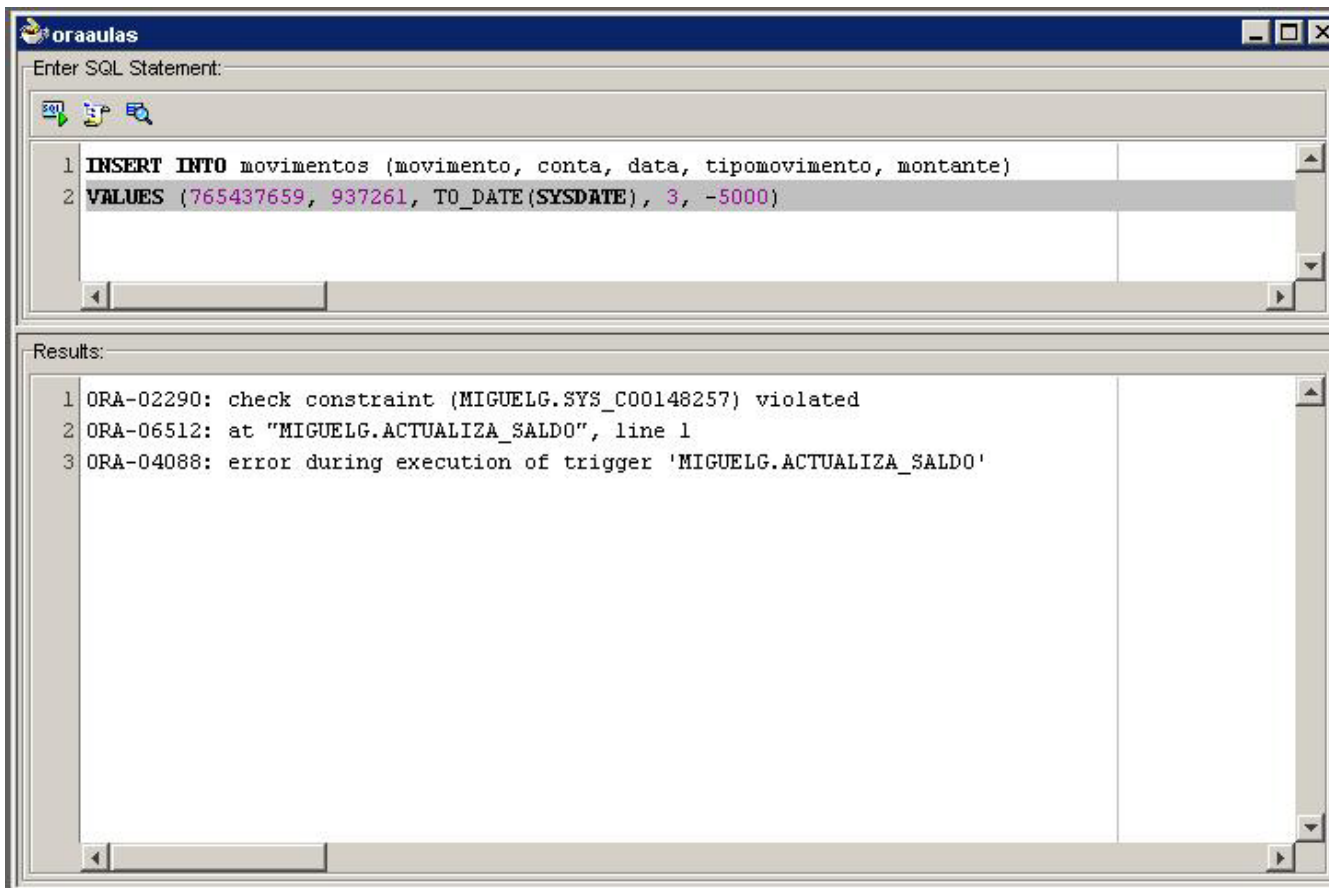 oraaulas
Enter SQL Statement:
SQL
1 INSERT INTO movimentos (movimento, conta, data, tipomovimento, montante)
2 VALUES (765437659, 937261, TO_DATE(SYSDATE), 3, -5000)
Results:
1 ORA-02290: check constraint (MIGUELG.SYS_C00148257) violated
2 ORA-06512: at "MIGUELG.ACTUALIZA_SALDO", line 1
3 ORA-04088: error during execution of trigger 'MIGUELG.ACTUALIZA_SALDO'